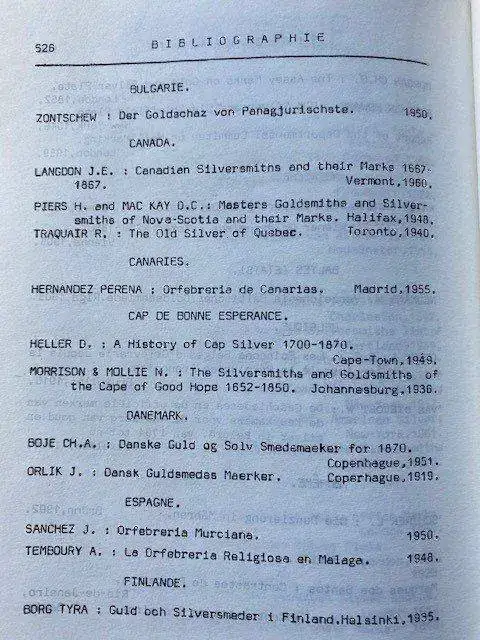 526 BIBLIOGRAPHIE
BULGARIE.
ZONTSCHEW : Der Goldschaz von Panagjurischste. 1950.
CANADA.
LANGDON J.E. : Canadian Silversmiths and their Marks 1667-
1867. Vermont,1960.
PIERS H. and MAC KAY D.C.: Masters Goldsmiths and Silver-
smiths of Nova-Scotia and their Marks. Halifax,1948.
TRAQUAIR R. : The Old Silver of Quebec. Toronto,1940.
CANARIES.
HERNANDEZ PERENA : Orfebreria de Canarias. Madrid,1955.
CAP DE BONNE ESPERANCE.
HELLER D. : A History of Cap Silver 1700-1870.
Cape-Town,1949.
MORRISON & MOLLIE N. : The Silversmiths and Goldsmiths of
the Cape of Good Hope 1652-1850. Johannesburg,1936.
DANEMARK.
BOJE CH.A. : Danske Guld og Solv Smedemaeker for 1870.
Copenhague,1951.
ORLIK J. : Dansk Guldsmedes Maerker. Copenhague,1919.
ESPAGNE.
SANCHEZ J. : Orfebreria Murciana. 1950.
TEMBOURY A. : La Orfebreria Religiosa en Malaga. 1948.
FINLANDE.
BORG TYRA : Guld och Silversmeder i Finland.Helsinki,1935.